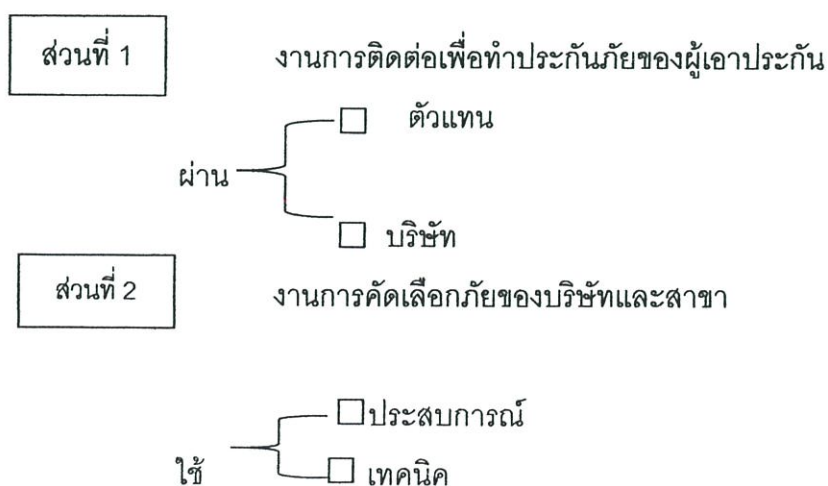 ส่วนที่ 1 งานการติดต่อเพื่อทำประกันภัยของผู้เอาประกัน
ตัวแทน
ผ่าน
บริษัท
ส่วนที่ 2 งานการคัดเลือกภัยของบริษัทและสาขา
ประสบการณ์
ใช้
เทคนิค